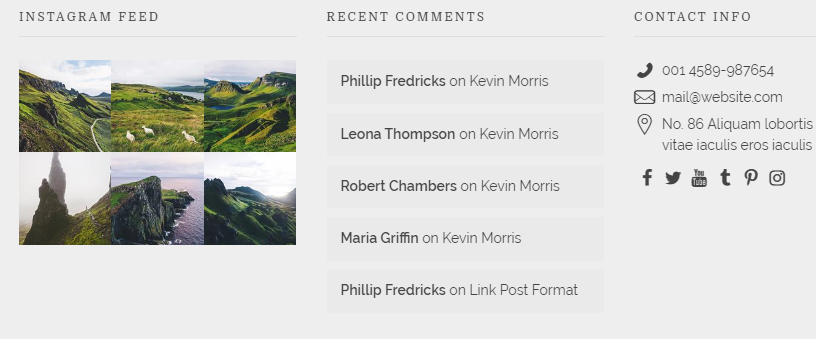 INSTAGRAM FEED
RECENT COMMENTS
Phillip Fredricks on Kevin Morris
Leona Thompson on Kevin Morris
Robert Chambers on Kevin Morris
Maria Griffin on Kevin Morris
Phillip Fredricks on Link Post Format
CONTACT INFO
001 4589-987654
mail@website.com
No. 86 Aliquam lobortis
vitae iaculis eros iaculis
You Tube